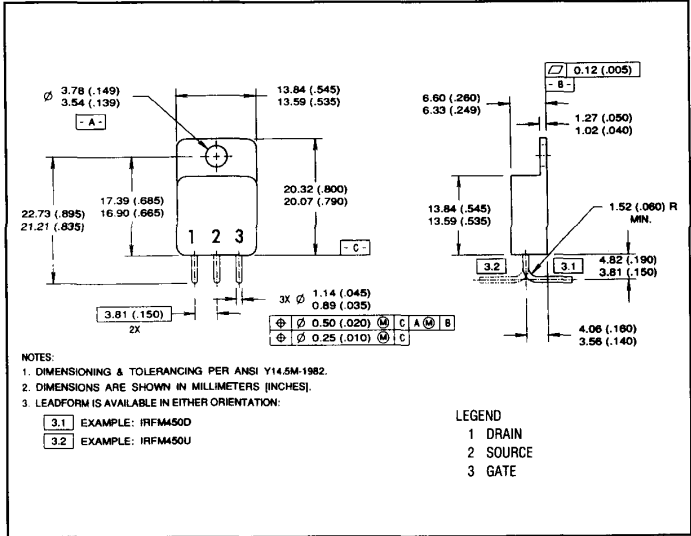 Ø 3.78 (.149)
3.54 (.139)
- A -
13.84 (.545)
13.59 (.535)
22.73 (.895)
21.21 (.835)
17.39 (.685)
16.90 (.665)
20.32 (.800)
20.07 (.790)
1 2 3
- C -
3.81 (.150)
2X
3X Ø 1.14 (.045)
0.89 (.035)
⌖ Ø 0.50 (.020) Ⓜ C A Ⓜ B
⌖ Ø 0.25 (.010) Ⓜ C
6.60 (.260)
6.33 (.249)
⏥ 0.12 (.005)
- B -
1.27 (.050)
1.02 (.040)
13.84 (.545)
13.59 (.535)
1.52 (.060) R
MIN.
3.2
3.1
4.82 (.190)
3.81 (.150)
4.06 (.160)
3.56 (.140)
NOTES:
1. DIMENSIONING & TOLERANCING PER ANSI Y14.5M-1982.
2. DIMENSIONS ARE SHOWN IN MILLIMETERS [INCHES].
3. LEADFORM IS AVAILABLE IN EITHER ORIENTATION:
3.1 EXAMPLE: IRFM450D
3.2 EXAMPLE: IRFM450U
LEGEND
1 DRAIN
2 SOURCE
3 GATE